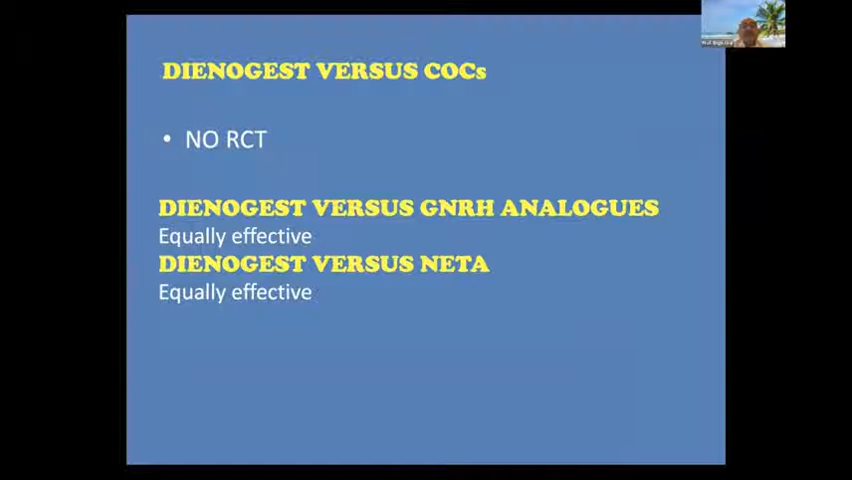 DIENOGEST VERSUS COCs
• NO RCT
DIENOGEST VERSUS GNRH ANALOGUES
Equally effective
DIENOGEST VERSUS NETA
Equally effective